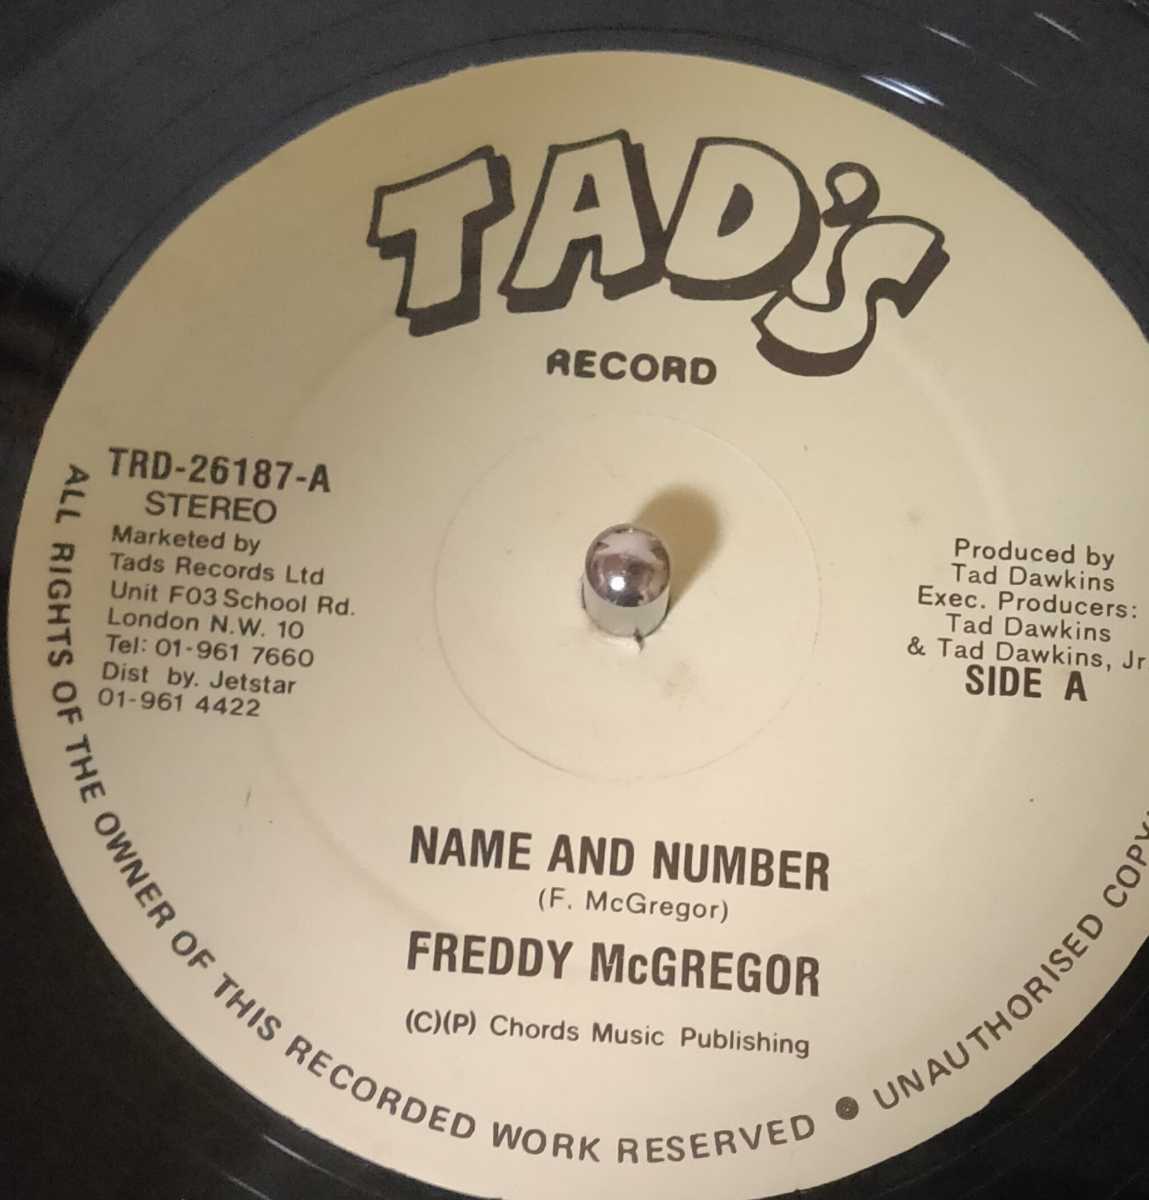 TAD'S
RECORD
TRD-26187-A
STEREO
Marketed by
Tads Records Ltd
Unit F03 School Rd.
London N.W. 10
Tel: 01-961 7660
Dist by. Jetstar
01-961 4422
Produced by
Tad Dawkins
Exec. Producers:
Tad Dawkins
& Tad Dawkins, Jr
SIDE A
NAME AND NUMBER
(F. McGregor)
FREDDY McGREGOR
(C)(P) Chords Music Publishing
ALL RIGHTS OF THE OWNER OF THIS RECORDED WORK RESERVED ● UNAUTHORISED COPY